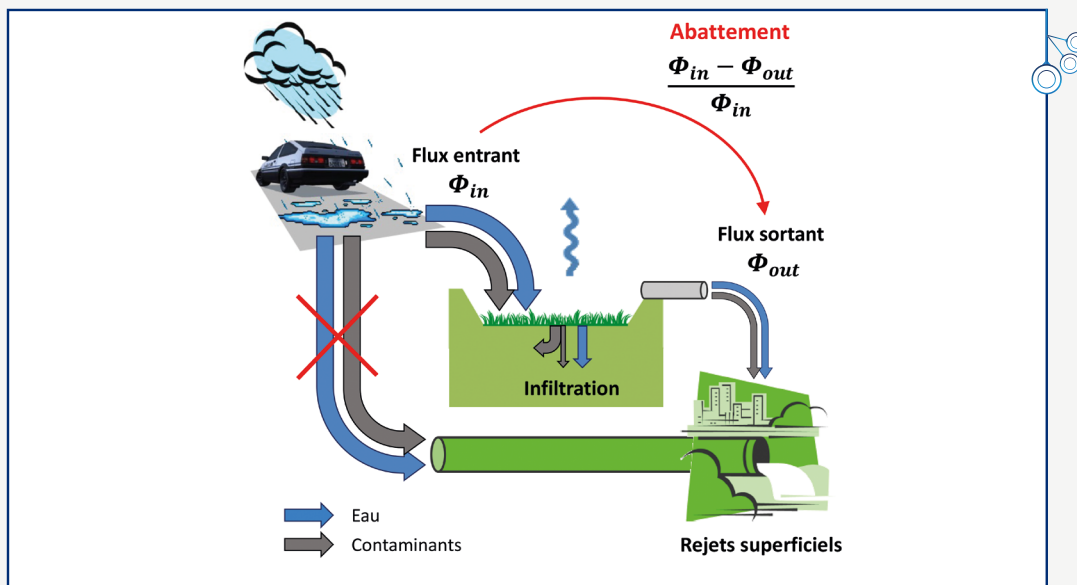 Abattement
Φin − Φout
Φin
Flux entrant
Φin
Flux sortant
Φout
Infiltration
Eau
Contaminants
Rejets superficiels